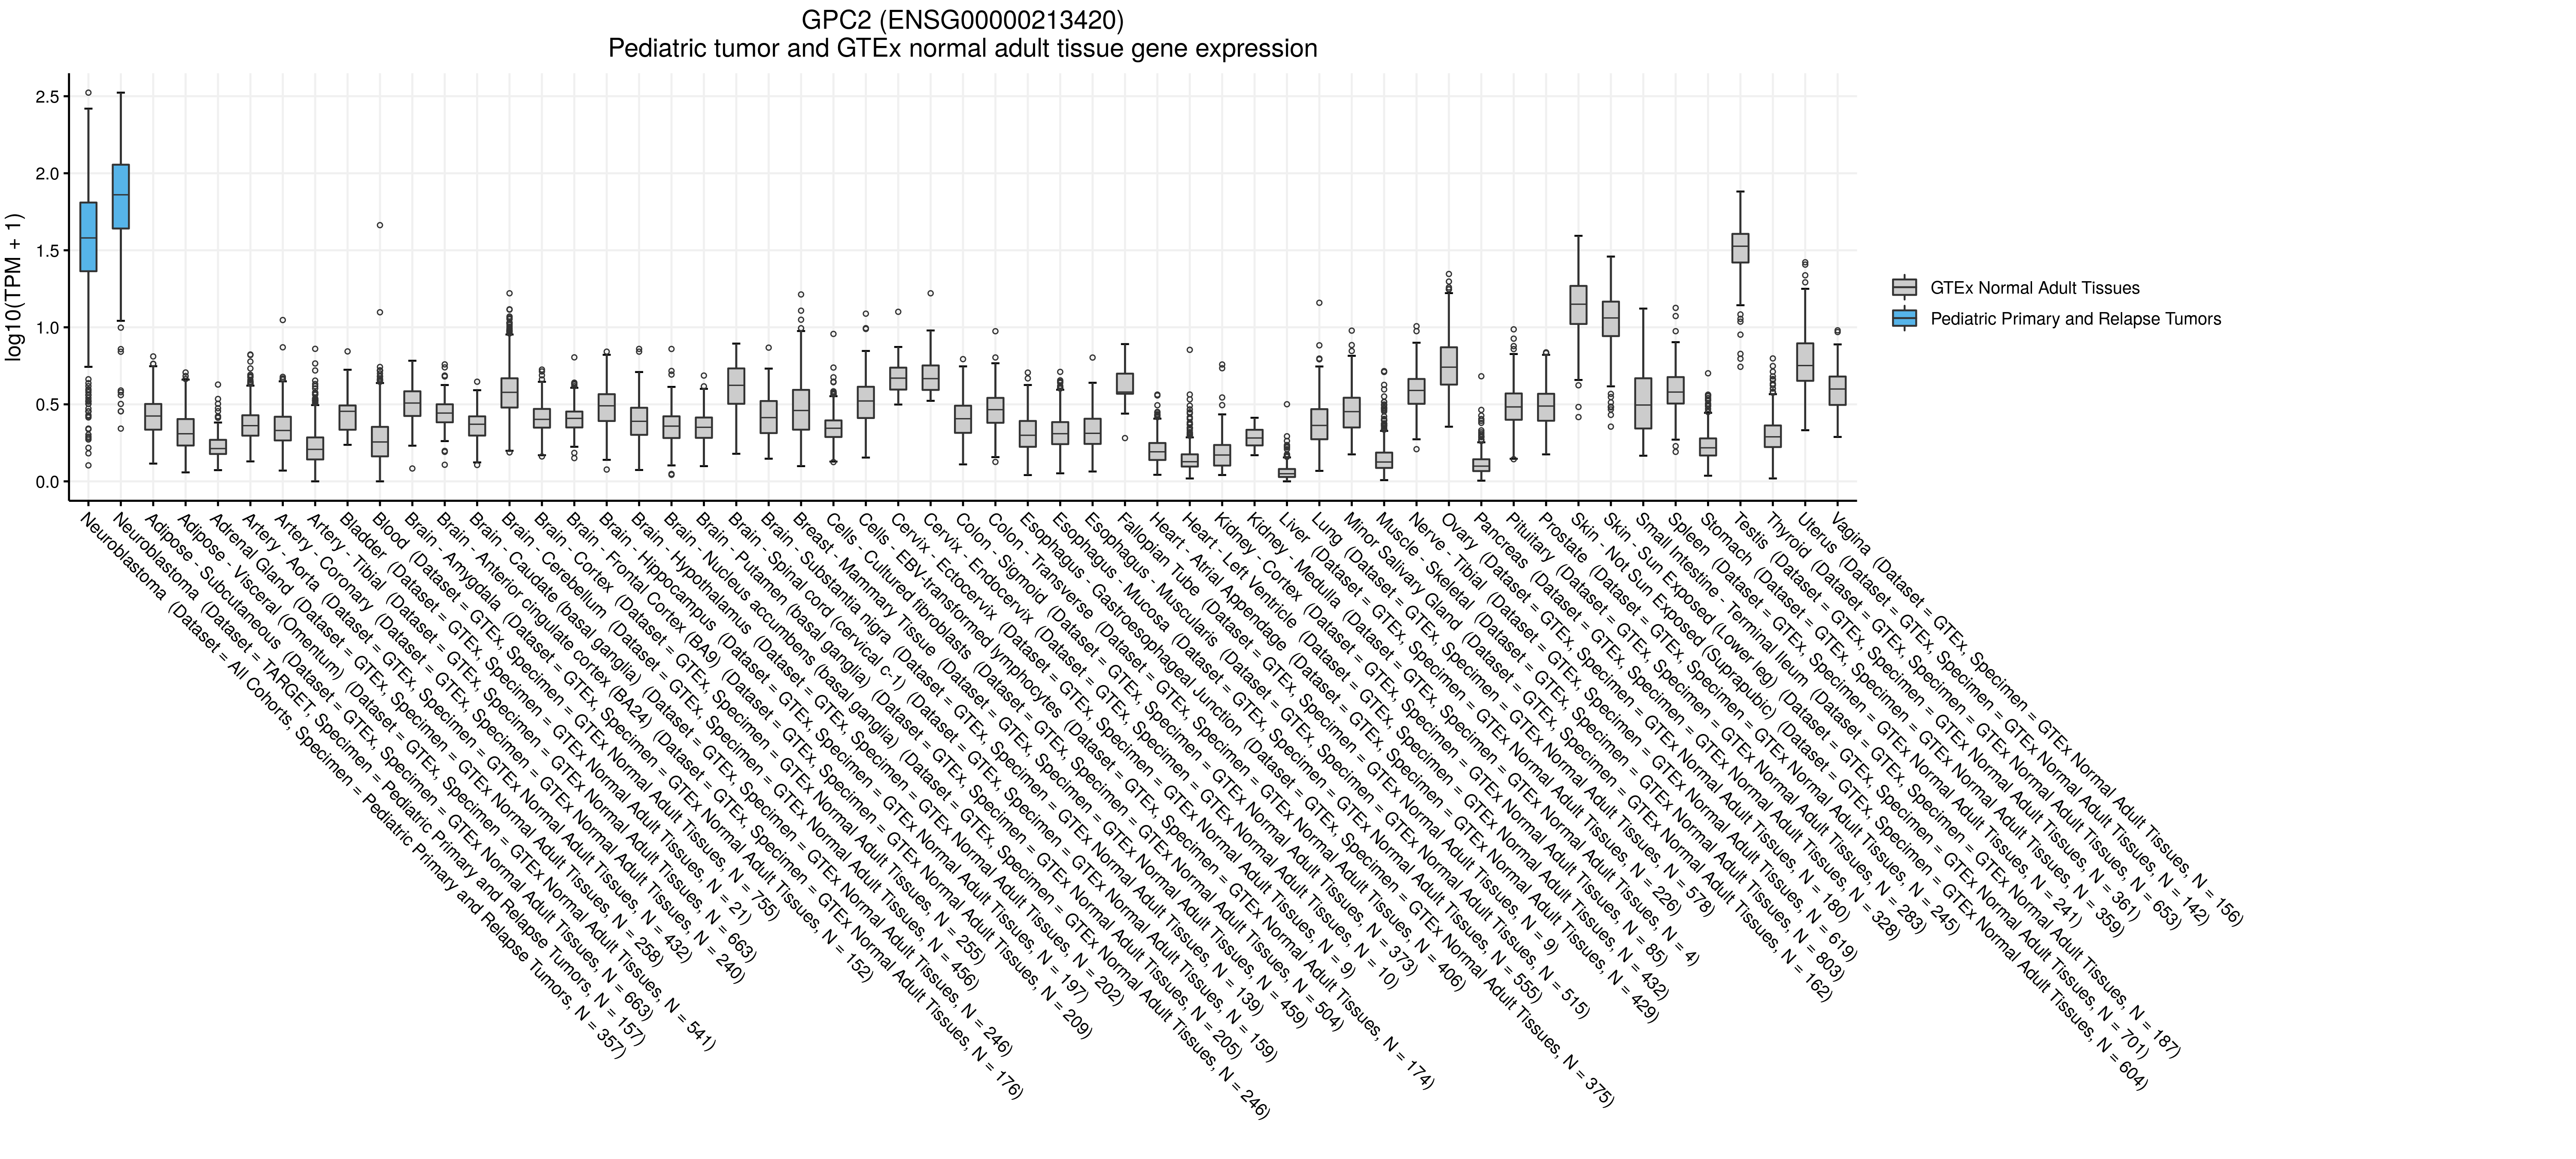 GPC2 (ENSG00000213420)
Pediatric tumor and GTEx normal adult tissue gene expression
log10(TPM + 1)
2.5
2.0
1.5
1.0
0.5
0.0
GTEx Normal Adult Tissues
Pediatric Primary and Relapse Tumors
Neuroblastoma (Dataset = All Cohorts, Specimen = Pediatric Primary and Relapse Tumors, N = 357)
Neuroblastoma (Dataset = TARGET, Specimen = Pediatric Primary and Relapse Tumors, N = 157)
Adipose - Subcutaneous (Dataset = GTEx, Specimen = GTEx Normal Adult Tissues, N = 663)
Adipose - Visceral (Omentum) (Dataset = GTEx, Specimen = GTEx Normal Adult Tissues, N = 541)
Adrenal Gland (Dataset = GTEx, Specimen = GTEx Normal Adult Tissues, N = 258)
Artery - Aorta (Dataset = GTEx, Specimen = GTEx Normal Adult Tissues, N = 432)
Artery - Coronary (Dataset = GTEx, Specimen = GTEx Normal Adult Tissues, N = 240)
Artery - Tibial (Dataset = GTEx, Specimen = GTEx Normal Adult Tissues, N = 663)
Bladder (Dataset = GTEx, Specimen = GTEx Normal Adult Tissues, N = 21)
Blood (Dataset = GTEx, Specimen = GTEx Normal Adult Tissues, N = 755)
Brain - Amygdala (Dataset = GTEx, Specimen = GTEx Normal Adult Tissues, N = 152)
Brain - Anterior cingulate cortex (BA24) (Dataset = GTEx, Specimen = GTEx Normal Adult Tissues, N = 176)
Brain - Caudate (basal ganglia) (Dataset = GTEx, Specimen = GTEx Normal Adult Tissues, N = 246)
Brain - Cerebellum (Dataset = GTEx, Specimen = GTEx Normal Adult Tissues, N = 456)
Brain - Cortex (Dataset = GTEx, Specimen = GTEx Normal Adult Tissues, N = 255)
Brain - Frontal Cortex (BA9) (Dataset = GTEx, Specimen = GTEx Normal Adult Tissues, N = 209)
Brain - Hippocampus (Dataset = GTEx, Specimen = GTEx Normal Adult Tissues, N = 197)
Brain - Hypothalamus (Dataset = GTEx, Specimen = GTEx Normal Adult Tissues, N = 202)
Brain - Nucleus accumbens (basal ganglia) (Dataset = GTEx, Specimen = GTEx Normal Adult Tissues, N = 246)
Brain - Putamen (basal ganglia) (Dataset = GTEx, Specimen = GTEx Normal Adult Tissues, N = 205)
Brain - Spinal cord (cervical c-1) (Dataset = GTEx, Specimen = GTEx Normal Adult Tissues, N = 159)
Brain - Substantia nigra (Dataset = GTEx, Specimen = GTEx Normal Adult Tissues, N = 139)
Breast - Mammary Tissue (Dataset = GTEx, Specimen = GTEx Normal Adult Tissues, N = 459)
Cells - Cultured fibroblasts (Dataset = GTEx, Specimen = GTEx Normal Adult Tissues, N = 504)
Cells - EBV-transformed lymphocytes (Dataset = GTEx, Specimen = GTEx Normal Adult Tissues, N = 174)
Cervix - Ectocervix (Dataset = GTEx, Specimen = GTEx Normal Adult Tissues, N = 9)
Cervix - Endocervix (Dataset = GTEx, Specimen = GTEx Normal Adult Tissues, N = 10)
Colon - Sigmoid (Dataset = GTEx, Specimen = GTEx Normal Adult Tissues, N = 373)
Colon - Transverse (Dataset = GTEx, Specimen = GTEx Normal Adult Tissues, N = 406)
Esophagus - Gastroesophageal Junction (Dataset = GTEx, Specimen = GTEx Normal Adult Tissues, N = 375)
Esophagus - Mucosa (Dataset = GTEx, Specimen = GTEx Normal Adult Tissues, N = 555)
Esophagus - Muscularis (Dataset = GTEx, Specimen = GTEx Normal Adult Tissues, N = 515)
Fallopian Tube (Dataset = GTEx, Specimen = GTEx Normal Adult Tissues, N = 9)
Heart - Atrial Appendage (Dataset = GTEx, Specimen = GTEx Normal Adult Tissues, N = 429)
Heart - Left Ventricle (Dataset = GTEx, Specimen = GTEx Normal Adult Tissues, N = 432)
Kidney - Cortex (Dataset = GTEx, Specimen = GTEx Normal Adult Tissues, N = 85)
Kidney - Medulla (Dataset = GTEx, Specimen = GTEx Normal Adult Tissues, N = 4)
Liver (Dataset = GTEx, Specimen = GTEx Normal Adult Tissues, N = 226)
Lung (Dataset = GTEx, Specimen = GTEx Normal Adult Tissues, N = 578)
Minor Salivary Gland (Dataset = GTEx, Specimen = GTEx Normal Adult Tissues, N = 162)
Muscle - Skeletal (Dataset = GTEx, Specimen = GTEx Normal Adult Tissues, N = 803)
Nerve - Tibial (Dataset = GTEx, Specimen = GTEx Normal Adult Tissues, N = 619)
Ovary (Dataset = GTEx, Specimen = GTEx Normal Adult Tissues, N = 180)
Pancreas (Dataset = GTEx, Specimen = GTEx Normal Adult Tissues, N = 328)
Pituitary (Dataset = GTEx, Specimen = GTEx Normal Adult Tissues, N = 283)
Prostate (Dataset = GTEx, Specimen = GTEx Normal Adult Tissues, N = 245)
Skin - Not Sun Exposed (Suprapubic) (Dataset = GTEx, Specimen = GTEx Normal Adult Tissues, N = 604)
Skin - Sun Exposed (Lower leg) (Dataset = GTEx, Specimen = GTEx Normal Adult Tissues, N = 701)
Small Intestine - Terminal Ileum (Dataset = GTEx, Specimen = GTEx Normal Adult Tissues, N = 187)
Spleen (Dataset = GTEx, Specimen = GTEx Normal Adult Tissues, N = 241)
Stomach (Dataset = GTEx, Specimen = GTEx Normal Adult Tissues, N = 359)
Testis (Dataset = GTEx, Specimen = GTEx Normal Adult Tissues, N = 361)
Thyroid (Dataset = GTEx, Specimen = GTEx Normal Adult Tissues, N = 653)
Uterus (Dataset = GTEx, Specimen = GTEx Normal Adult Tissues, N = 142)
Vagina (Dataset = GTEx, Specimen = GTEx Normal Adult Tissues, N = 156)